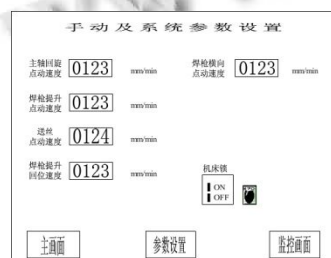 手动及系统参数设置
主轴回旋
点动速度 0123 mm/min
焊枪横向
点动速度 0123 mm/min
焊枪提升
点动速度 0123 mm/min
送丝
点动速度 0124 mm/min
焊枪提升
回位速度 0123 mm/min
机床锁
ON
OFF
主画面 参数设置 监控画面